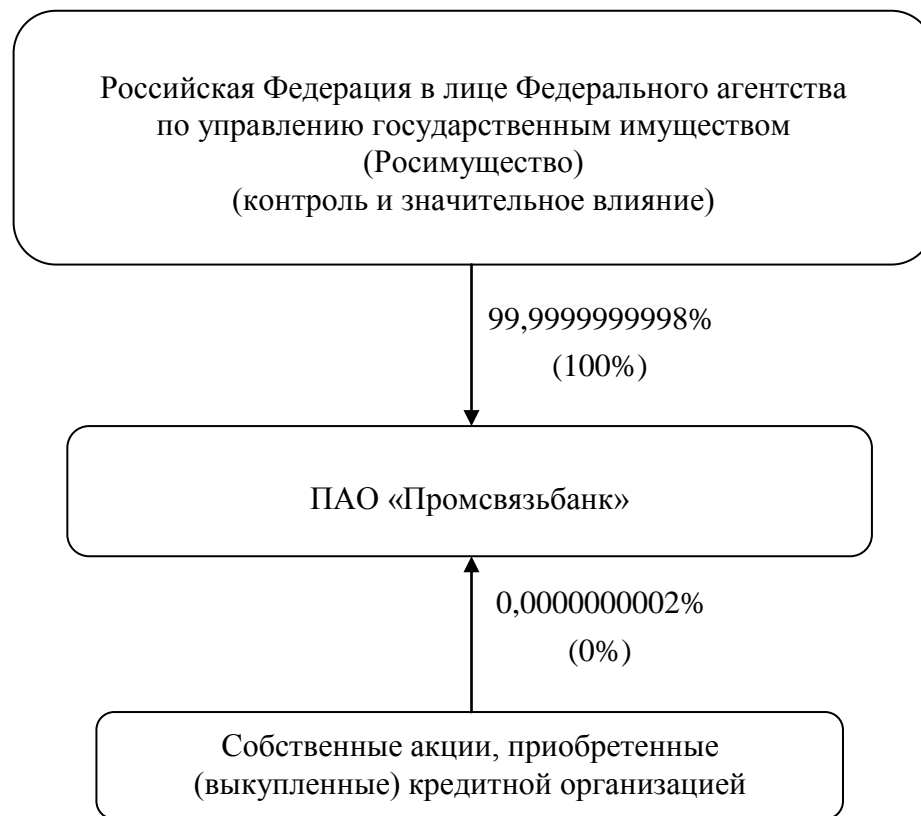 Российская Федерация в лице Федерального агентства
по управлению государственным имуществом
(Росимущество)
(контроль и значительное влияние)
99,9999999998%
(100%)
ПАО «Промсвязьбанк»
0,0000000002%
(0%)
Собственные акции, приобретенные
(выкупленные) кредитной организацией